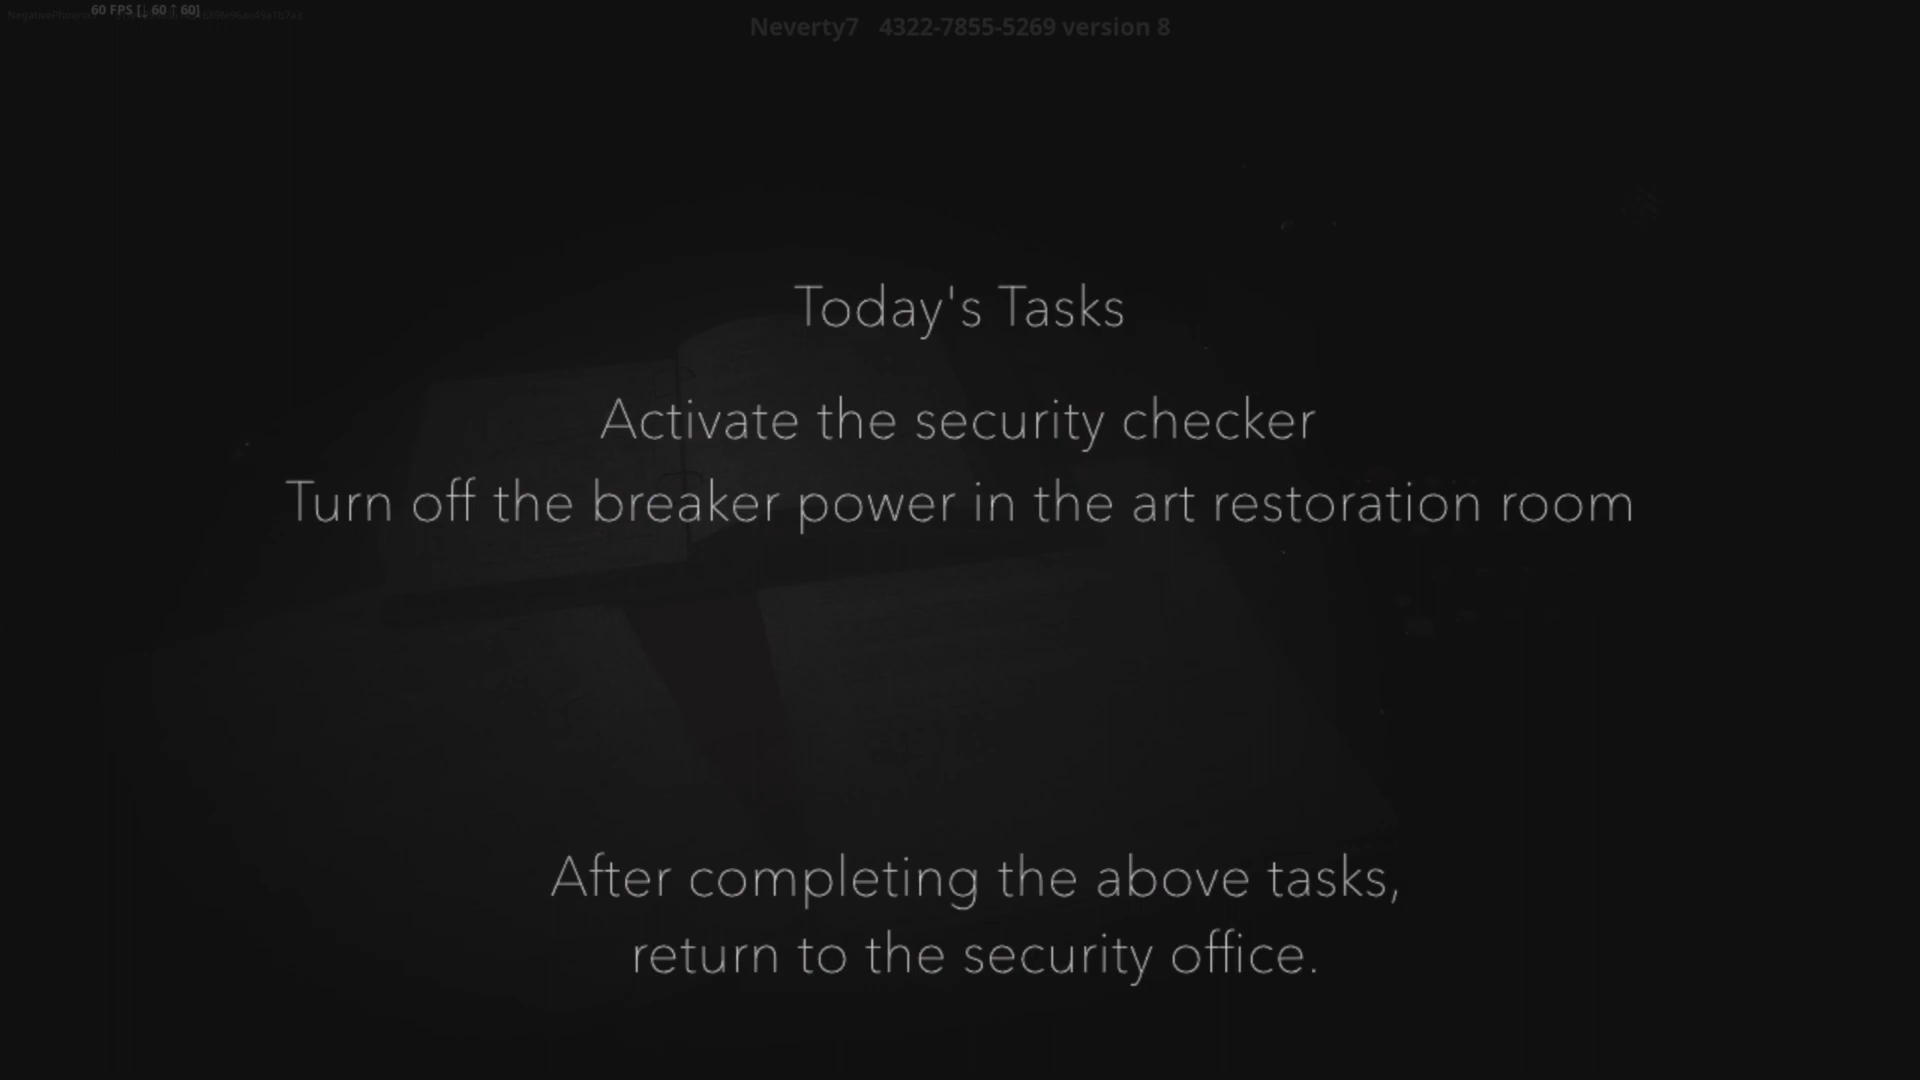 60 FPS [↓ 60 ↑ 60]
Neverty7 4322-7855-5269 version 8
Today's Tasks
Activate the security checker
Turn off the breaker power in the art restoration room
After completing the above tasks,
return to the security office.